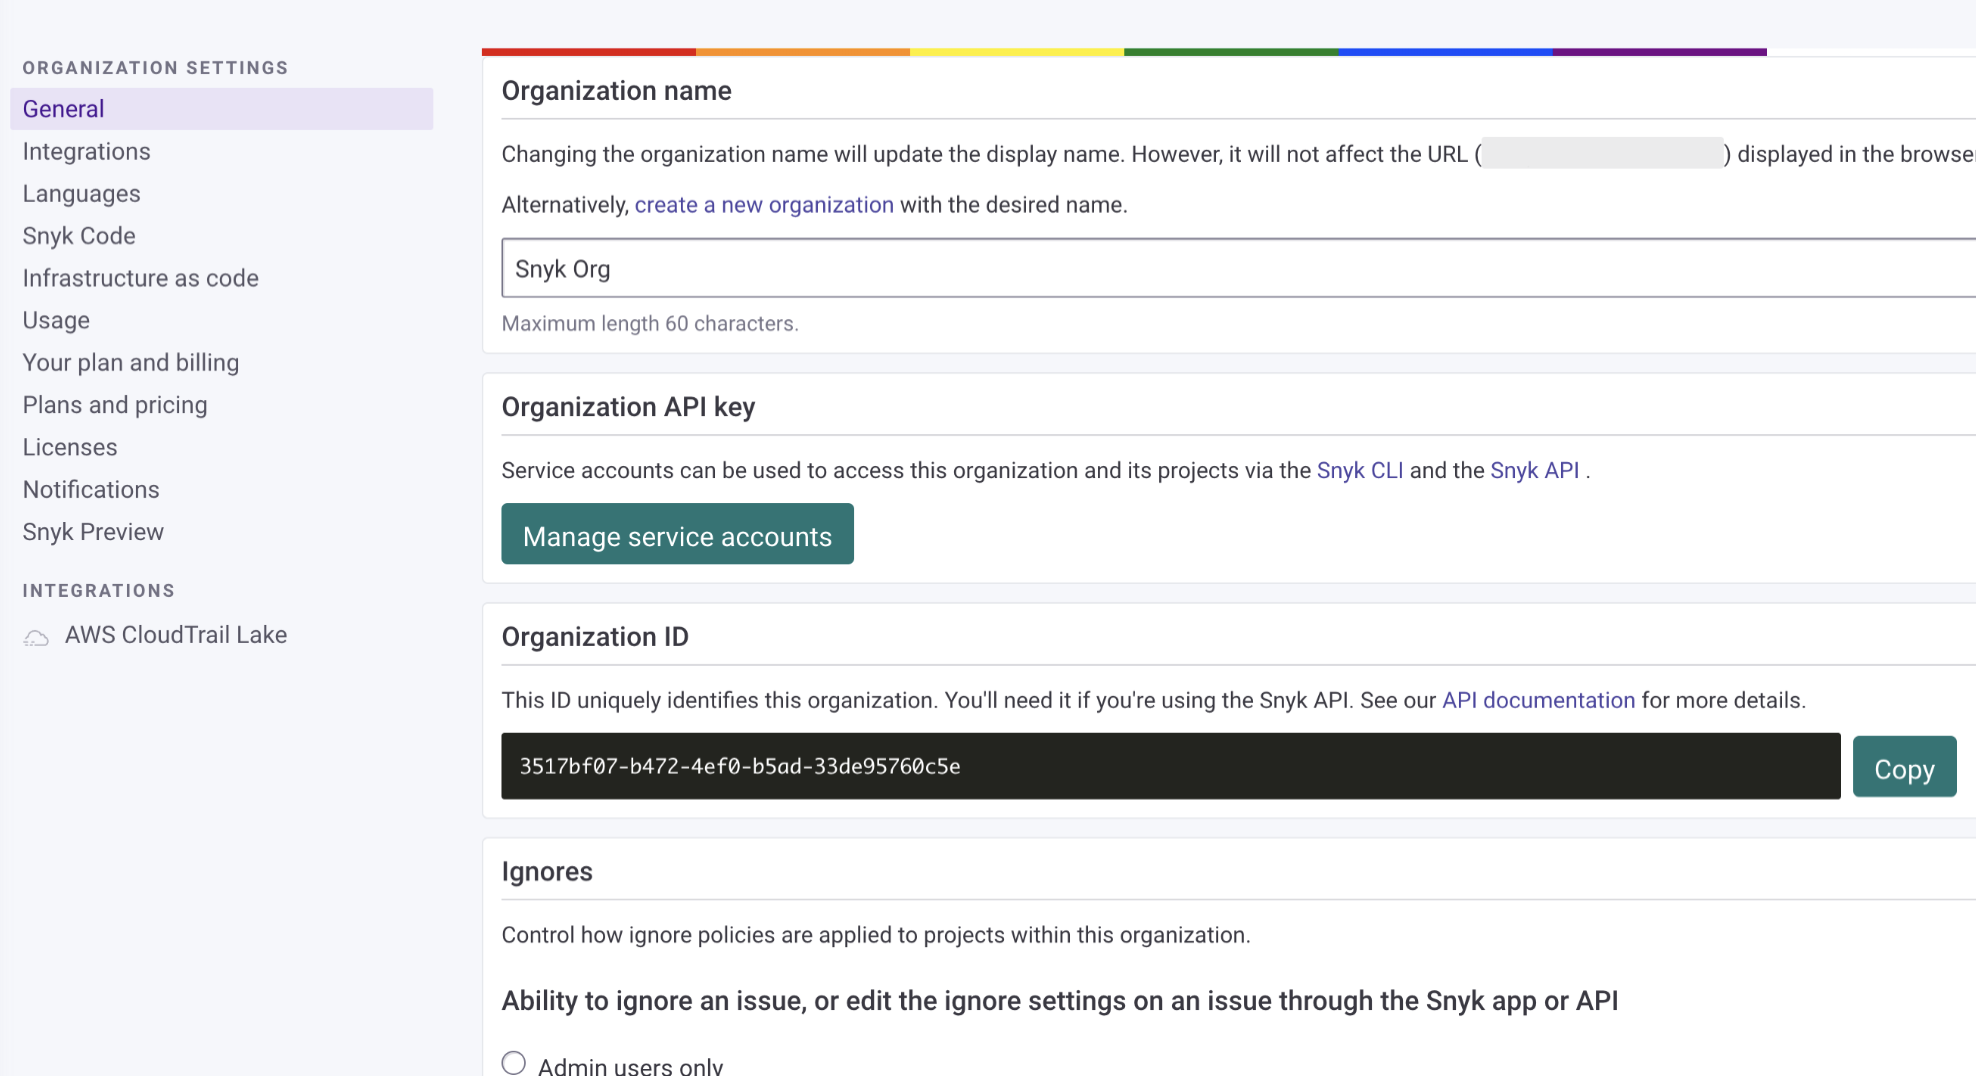 ORGANIZATION SETTINGS
General
Integrations
Languages
Snyk Code
Infrastructure as code
Usage
Your plan and billing
Plans and pricing
Licenses
Notifications
Snyk Preview
INTEGRATIONS
AWS CloudTrail Lake
Organization name
Changing the organization name will update the display name. However, it will not affect the URL ( ) displayed in the browse
Alternatively, create a new organization with the desired name.
Snyk Org
Maximum length 60 characters.
Organization API key
Service accounts can be used to access this organization and its projects via the Snyk CLI and the Snyk API .
Manage service accounts
Organization ID
This ID uniquely identifies this organization. You'll need it if you're using the Snyk API. See our API documentation for more details.
3517bf07-b472-4ef0-b5ad-33de95760c5e
Copy
Ignores
Control how ignore policies are applied to projects within this organization.
Ability to ignore an issue, or edit the ignore settings on an issue through the Snyk app or API
Admin users only